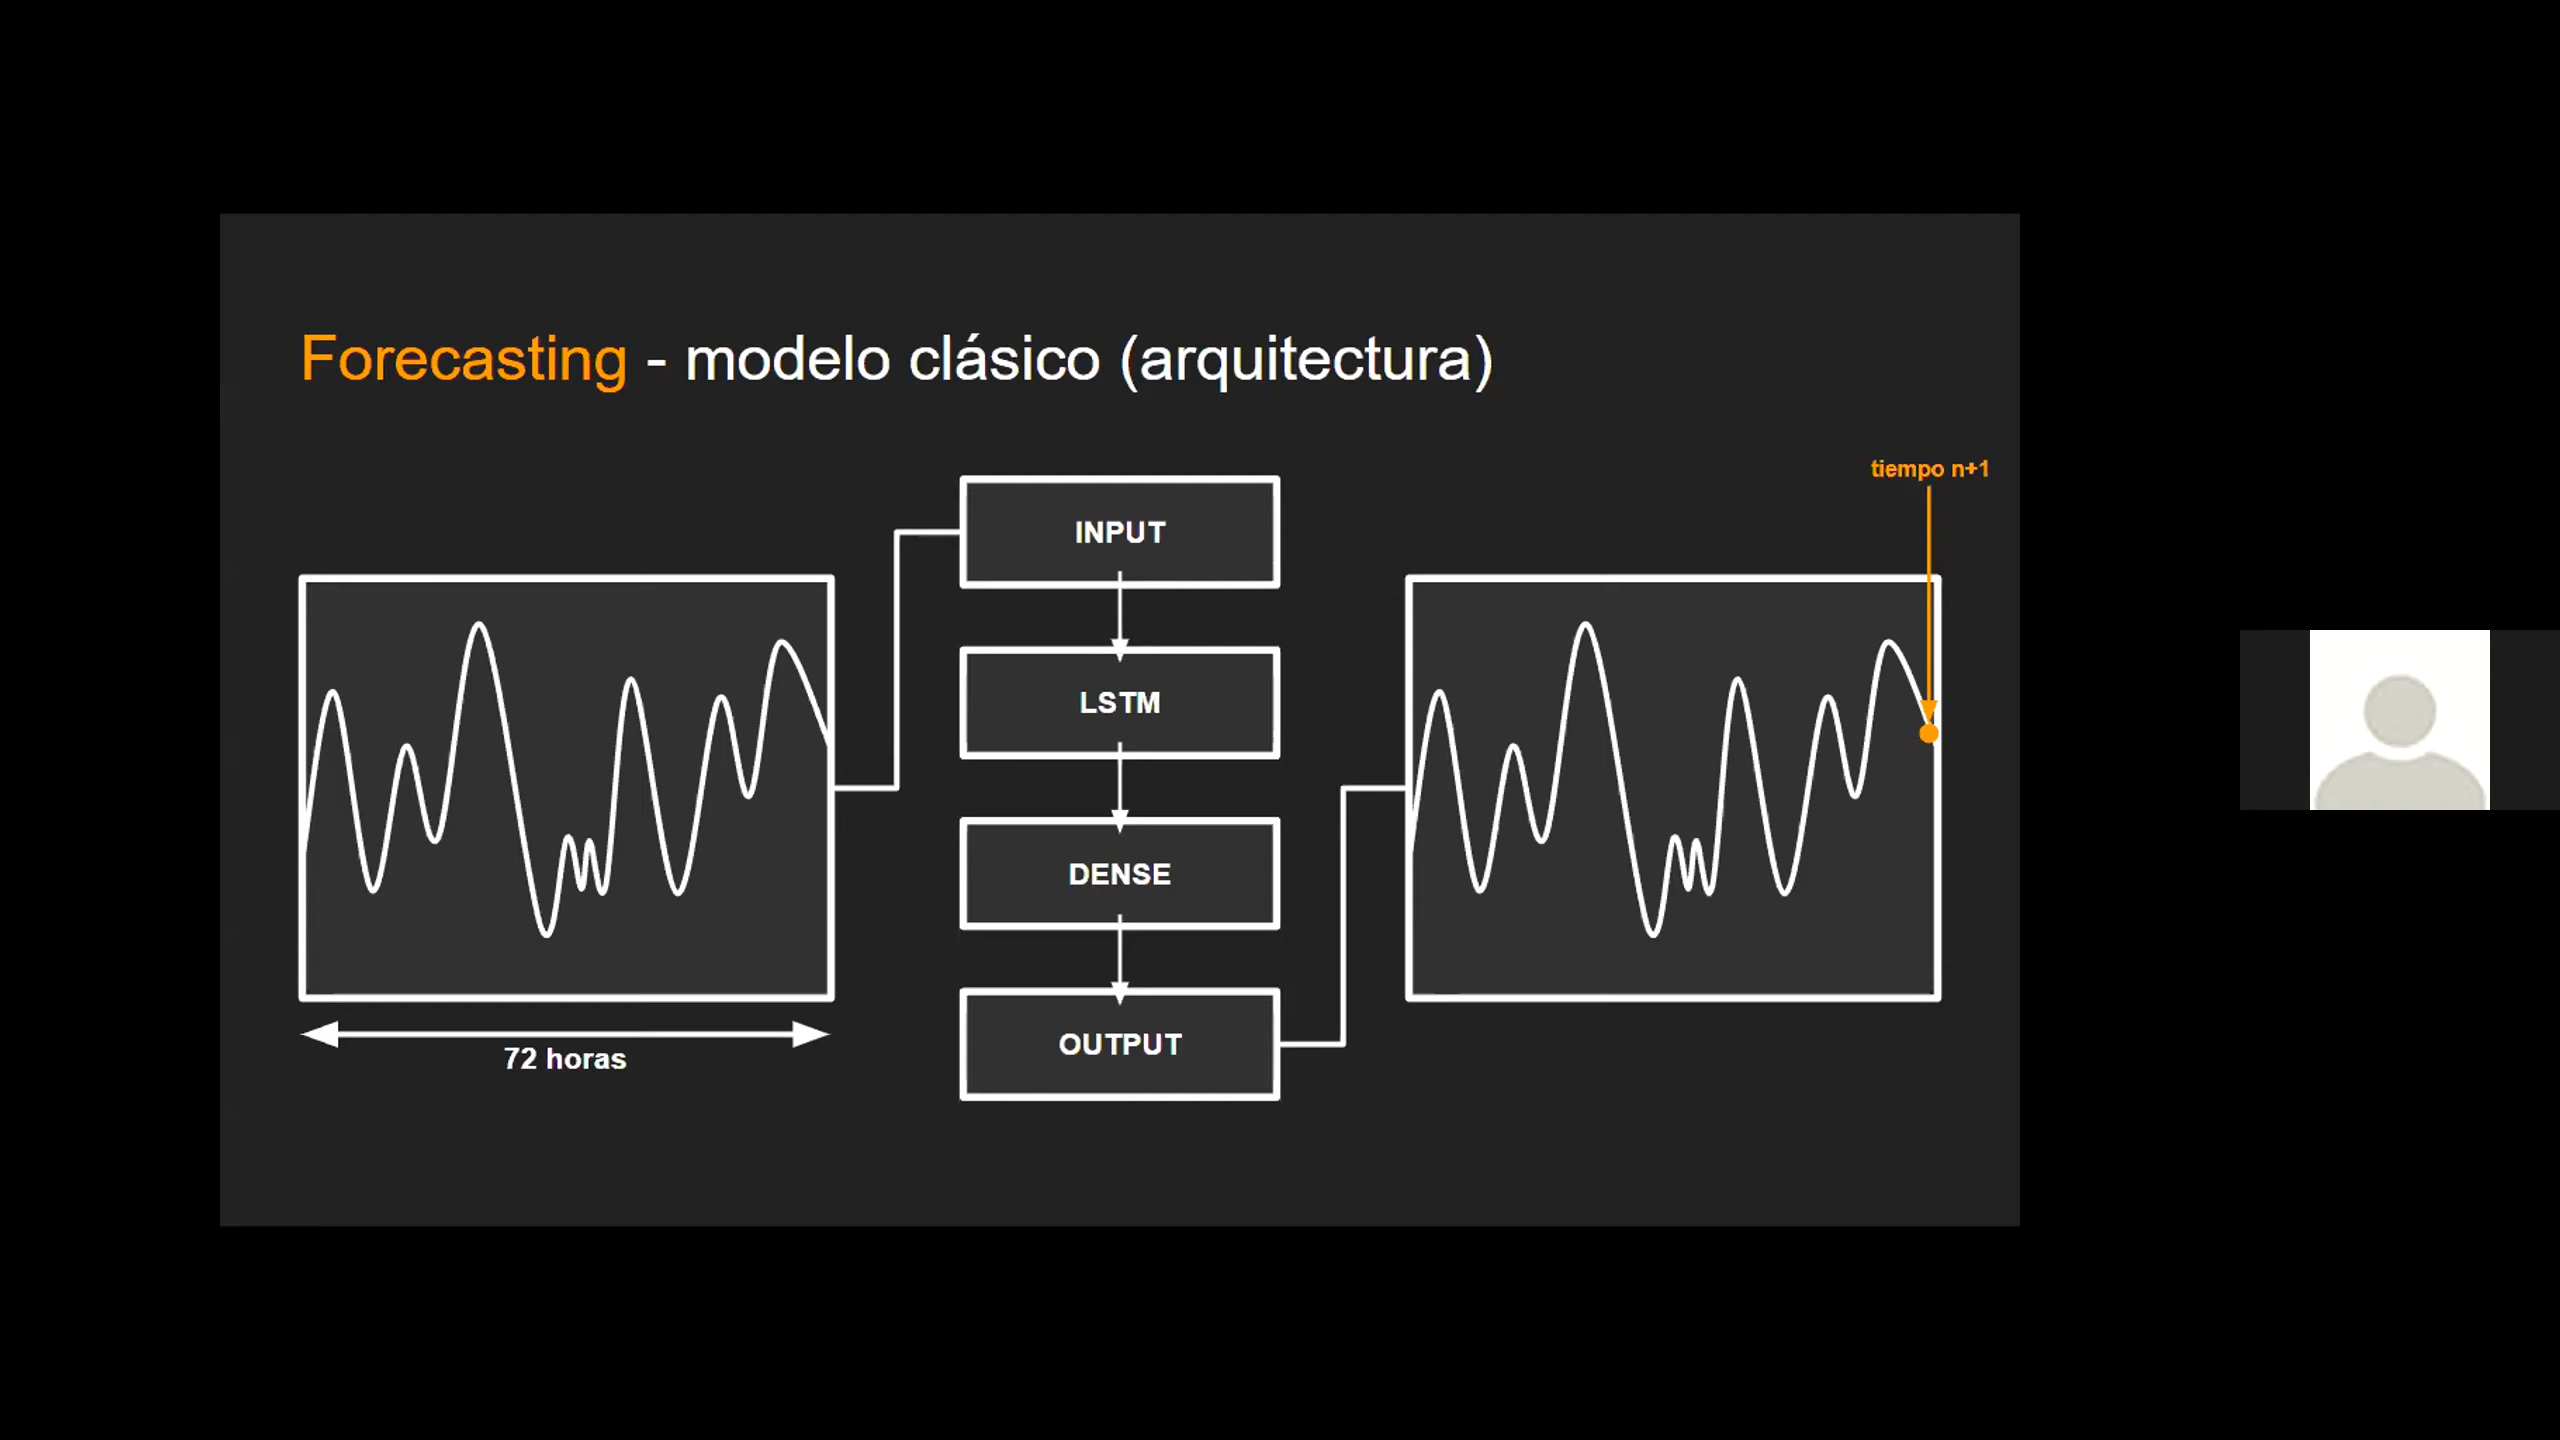 Forecasting - modelo clásico (arquitectura)
tiempo n+1
INPUT
LSTM
DENSE
OUTPUT
72 horas